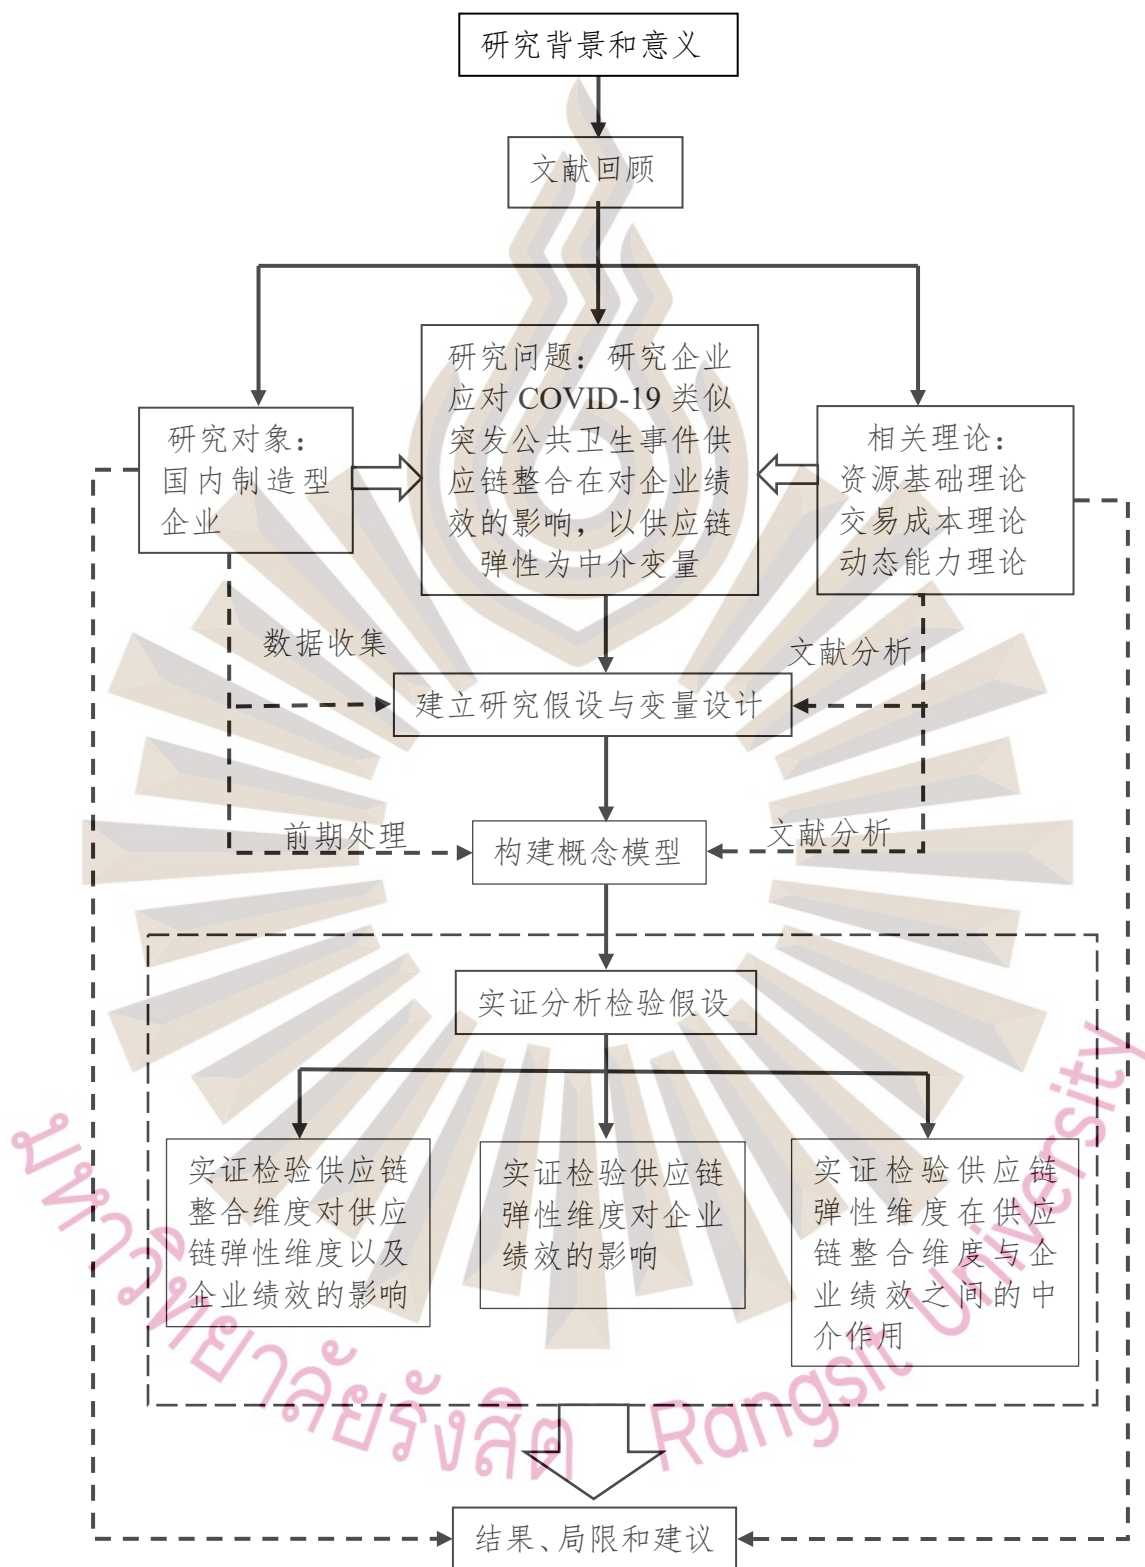 研究背景和意义
文献回顾
研究问题：研究企业
应对 COVID-19 类似
突发公共卫生事件供
应链整合在对企业绩
效的影响，以供应链
弹性为中介变量
研究对象：
国内制造型
企业
相关理论：
资源基础理论
交易成本理论
动态能力理论
数据收集
文献分析
建立研究假设与变量设计
前期处理
文献分析
构建概念模型
实证分析检验假设
实证检验供应链
整合维度对供应
链弹性维度以及
企业绩效的影响
实证检验供应链
弹性维度对企业
绩效的影响
实证检验供应链
弹性维度在供应
链整合维度与企
业绩效之间的中
介作用
结果、局限和建议
มหาวิทยาลัยรังสิต Rangsit University